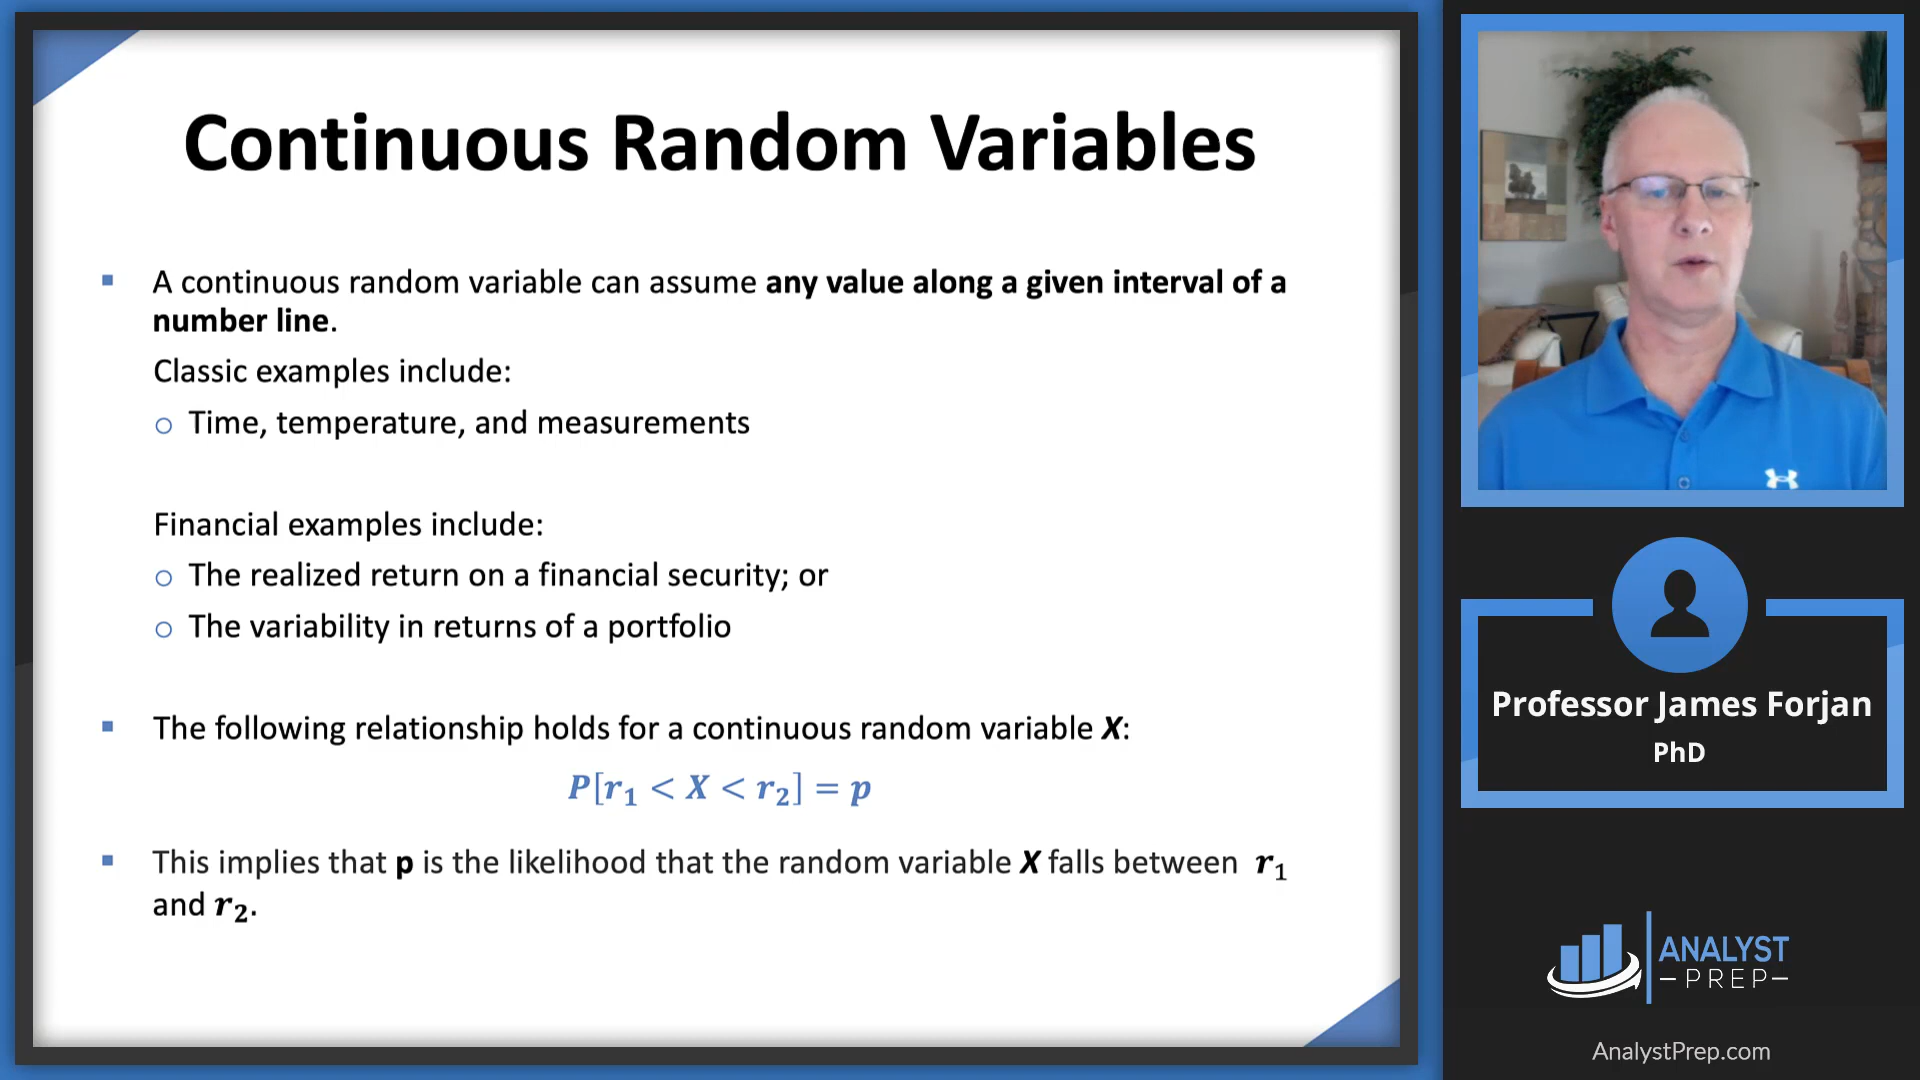 Continuous Random Variables
▪ A continuous random variable can assume any value along a given interval of a
number line.
Classic examples include:
o Time, temperature, and measurements
Financial examples include:
o The realized return on a financial security; or
o The variability in returns of a portfolio
▪ The following relationship holds for a continuous random variable X:
P[r₁ < X < r₂] = p
▪ This implies that p is the likelihood that the random variable X falls between r₁
and r₂.
Professor James Forjan
PhD
ANALYST
PREP
AnalystPrep.com